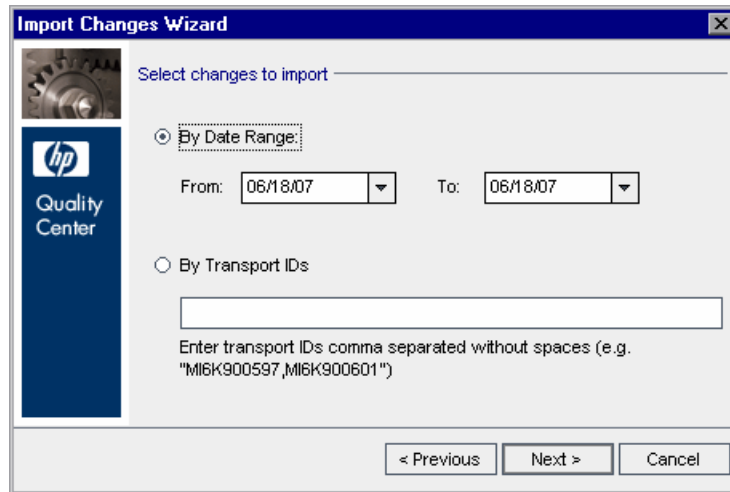 Import Changes Wizard
Select changes to import
hp
Quality
Center
By Date Range:
From: 06/18/07 To: 06/18/07
By Transport IDs
Enter transport IDs comma separated without spaces (e.g.
"MI6K900597,MI6K900601")
< Previous Next > Cancel